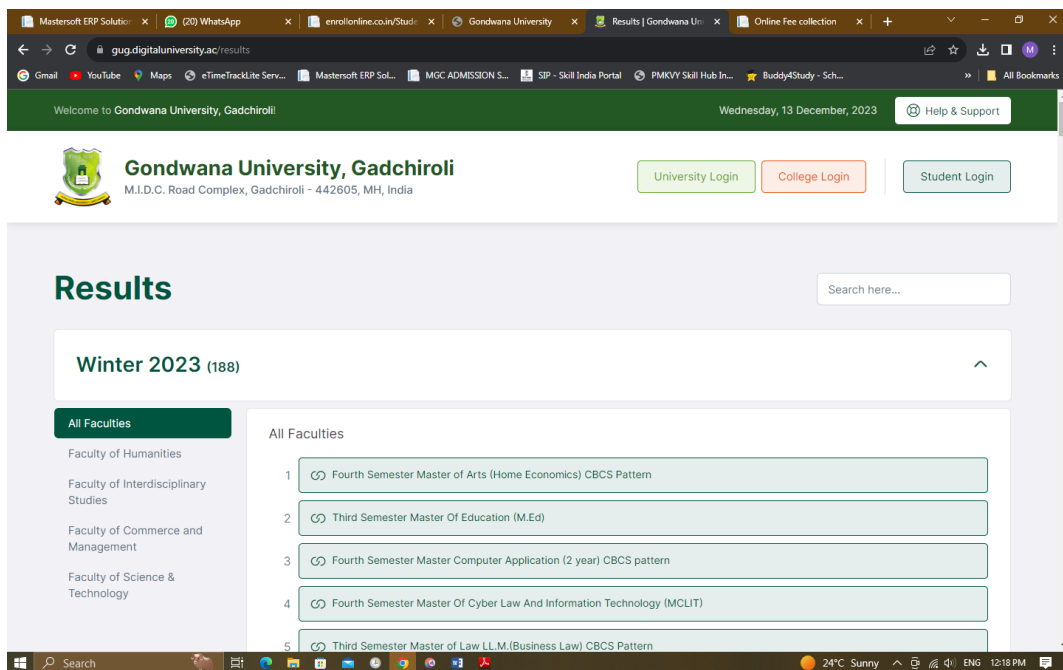 Mastersoft ERP Solution
(20) WhatsApp
enrollonline.co.in/Stude
Gondwana University
Results | Gondwana Uni
Online Fee collection
gug.digitaluniversity.ac/results
M
Gmail
YouTube
Maps
eTimeTrackLite Serv...
Mastersoft ERP Sol...
MGC ADMISSION S...
SIP - Skill India Portal
PMKVY Skill Hub In...
Buddy4Study - Sch...
»
All Bookmarks
Welcome to Gondwana University, Gadchiroli!
Wednesday, 13 December, 2023
Help & Support
Gondwana University, Gadchiroli
M.I.D.C. Road Complex, Gadchiroli - 442605, MH, India
University Login
College Login
Student Login
Results
Search here...
Winter 2023 (188)
All Faculties
Faculty of Humanities
Faculty of Interdisciplinary
Studies
Faculty of Commerce and
Management
Faculty of Science &
Technology
All Faculties
1 Fourth Semester Master of Arts (Home Economics) CBCS Pattern
2 Third Semester Master Of Education (M.Ed)
3 Fourth Semester Master Computer Application (2 year) CBCS pattern
4 Fourth Semester Master Of Cyber Law And Information Technology (MCLIT)
5 Third Semester Master of Law LL.M.(Business Law) CBCS Pattern
Search
24°C Sunny
ENG
12:18 PM